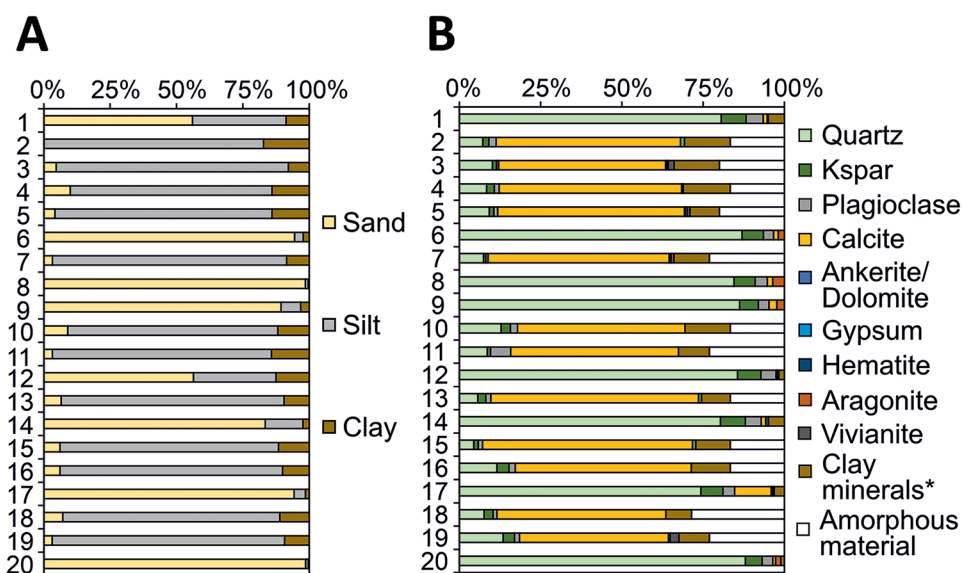 A
0% 25% 50% 75% 100%
1
2
3
4
5
6
7
8
9
10
11
12
13
14
15
16
17
18
19
20
Sand
Silt
Clay
B
0% 25% 50% 75% 100%
1
2
3
4
5
6
7
8
9
10
11
12
13
14
15
16
17
18
19
20
Quartz
Kspar
Plagioclase
Calcite
Ankerite/
Dolomite
Gypsum
Hematite
Aragonite
Vivianite
Clay
minerals*
Amorphous
material